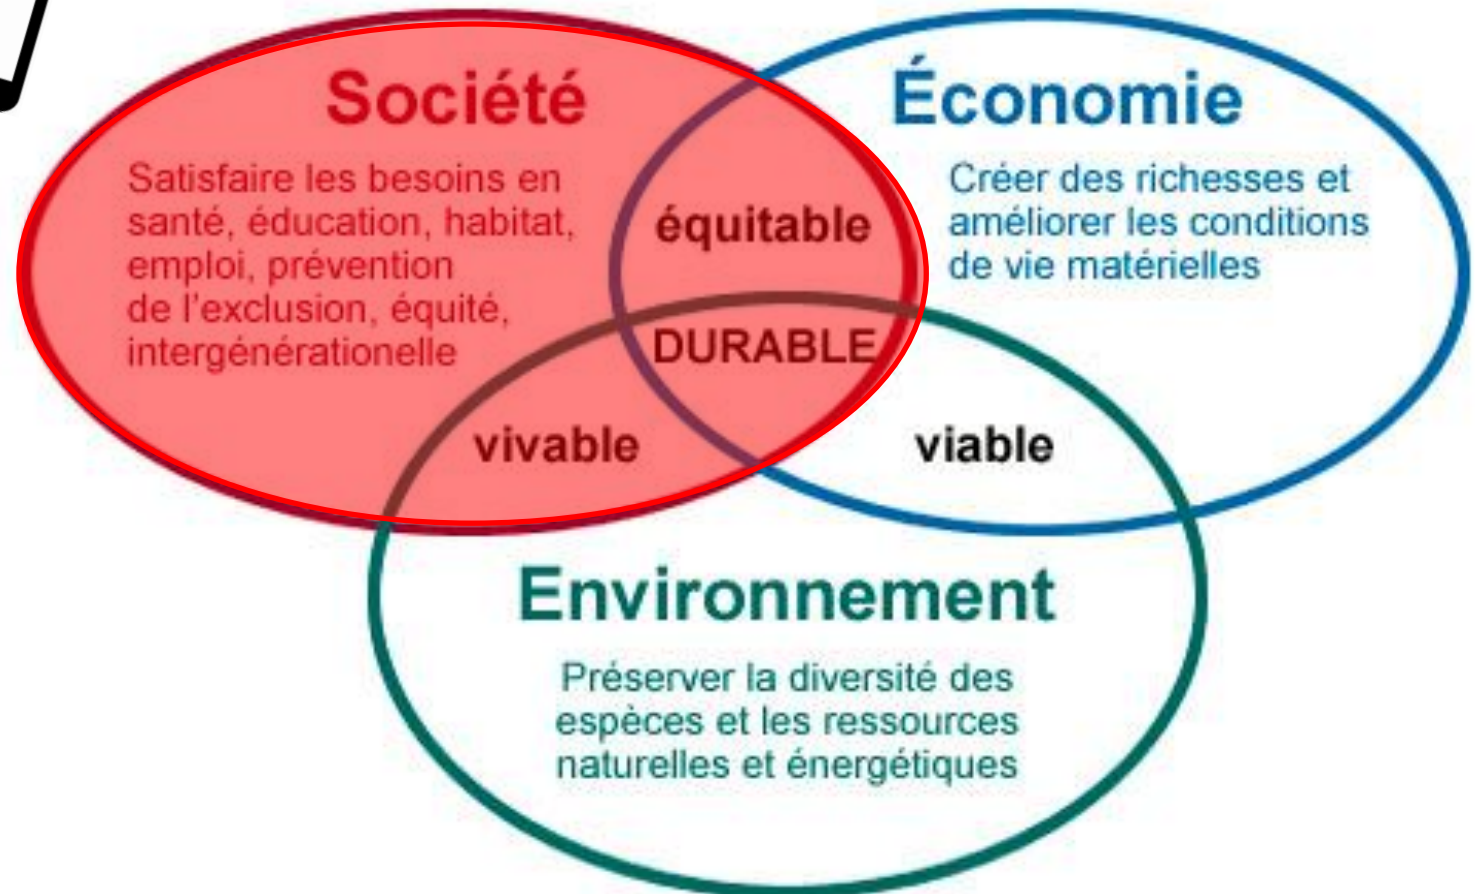 Société
Satisfaire les besoins en
santé, éducation, habitat,
emploi, prévention
de l'exclusion, équité,
intergénérationelle
équitable
Économie
Créer des richesses et
améliorer les conditions
de vie matérielles
DURABLE
vivable
viable
Environnement
Préserver la diversité des
espèces et les ressources
naturelles et énergétiques